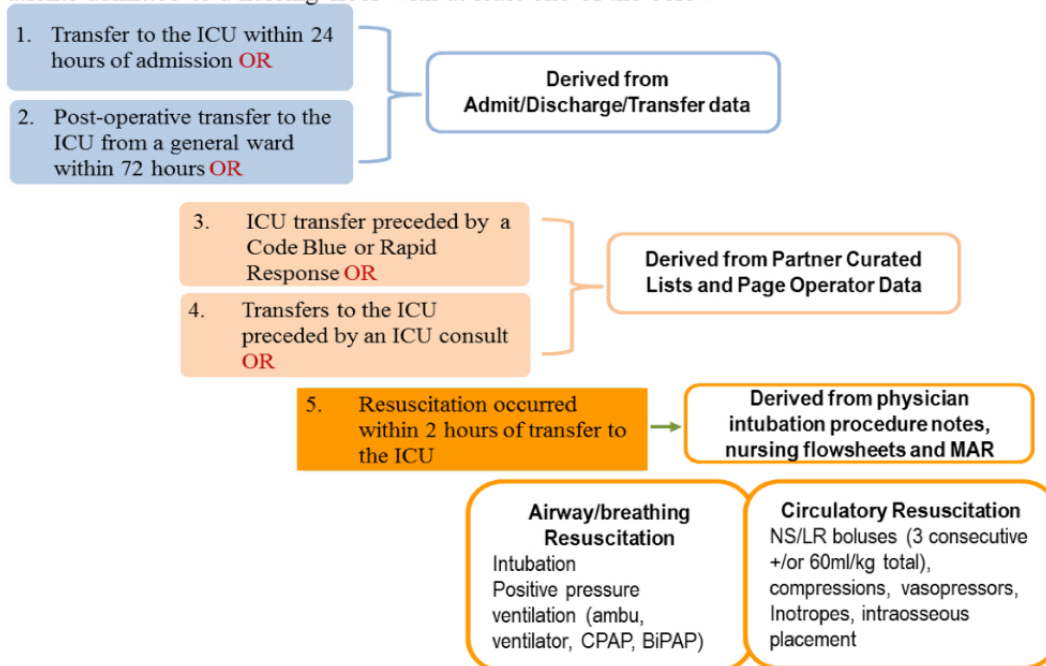 1. Transfer to the ICU within 24
hours of admission OR
2. Post-operative transfer to the
ICU from a general ward
within 72 hours OR
Derived from
Admit/Discharge/Transfer data
3. ICU transfer preceded by a
Code Blue or Rapid
Response OR
4. Transfers to the ICU
preceded by an ICU consult
OR
Derived from Partner Curated
Lists and Page Operator Data
5. Resuscitation occurred
within 2 hours of transfer to
the ICU
Derived from physician
intubation procedure notes,
nursing flowsheets and MAR
Airway/breathing
Resuscitation
Intubation
Positive pressure
ventilation (ambu,
ventilator, CPAP, BiPAP)
Circulatory Resuscitation
NS/LR boluses (3 consecutive
+/or 60ml/kg total),
compressions, vasopressors,
Inotropes, intraosseous
placement